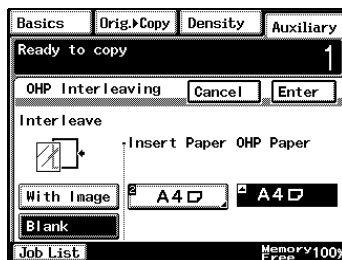 Basics Orig.▸Copy Density Auxiliary
Ready to copy 1
OHP Interleaving Cancel Enter
Interleave
Insert Paper OHP Paper
With Image 2 A4 A4
Blank
Job List Memory Free 100%